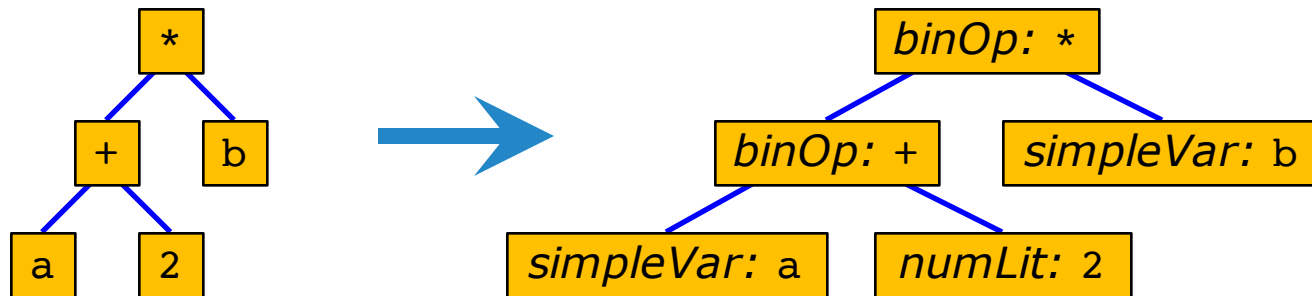 *
+
b
a
2
binOp: *
binOp: +
simpleVar: b
simpleVar: a
numLit: 2